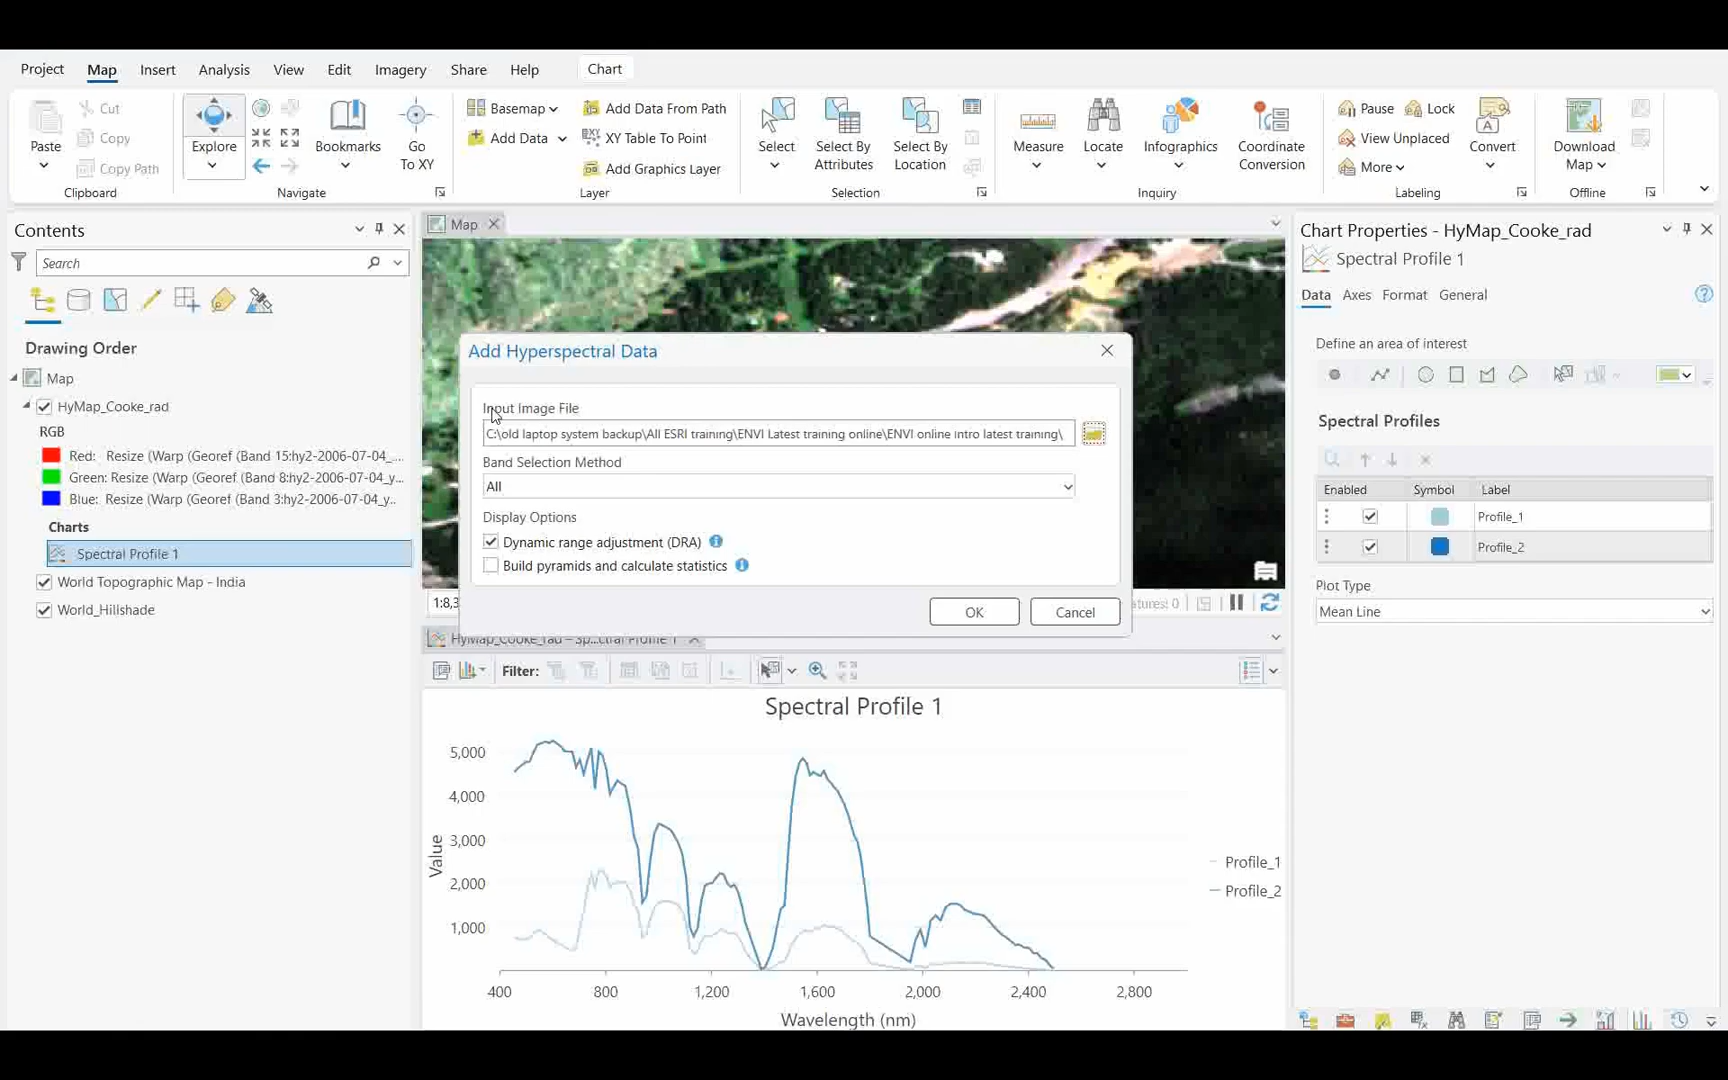 Project Map Insert Analysis View Edit Imagery Share Help Chart
Cut
Copy
Copy Path
Paste
Clipboard
Explore
Bookmarks
Go
To XY
Navigate
Basemap
Add Data
Add Data From Path
XY Table To Point
Add Graphics Layer
Layer
Select
Select By
Attributes
Select By
Location
Selection
Measure
Locate
Infographics
Coordinate
Conversion
Inquiry
Pause
Lock
View Unplaced
More
Convert
Labeling
Download
Map
Offline
Contents
Search
Drawing Order
Map
HyMap_Cooke_rad
RGB
Red: Resize (Warp (Georef (Band 15:hy2-2006-07-04_...
Green: Resize (Warp (Georef (Band 8:hy2-2006-07-04_y...
Blue: Resize (Warp (Georef (Band 3:hy2-2006-07-04_y..
Charts
Spectral Profile 1
World Topographic Map - India
World_Hillshade
Map
Add Hyperspectral Data
Input Image File
C:\old laptop system backup\All ESRI training\ENVI Latest training online\ENVI online intro latest training\
Band Selection Method
All
Display Options
Dynamic range adjustment (DRA)
Build pyramids and calculate statistics
OK
Cancel
1:8,3
tures: 0
HyMap_Cooke_rad – Sp...ctral Profile 1
Filter:
Spectral Profile 1
5,000
4,000
3,000
2,000
1,000
Value
400 800 1,200 1,600 2,000 2,400 2,800
Wavelength (nm)
Profile_1
Profile_2
Chart Properties - HyMap_Cooke_rad
Spectral Profile 1
Data Axes Format General
Define an area of interest
Spectral Profiles
Enabled Symbol Label
Profile_1
Profile_2
Plot Type
Mean Line